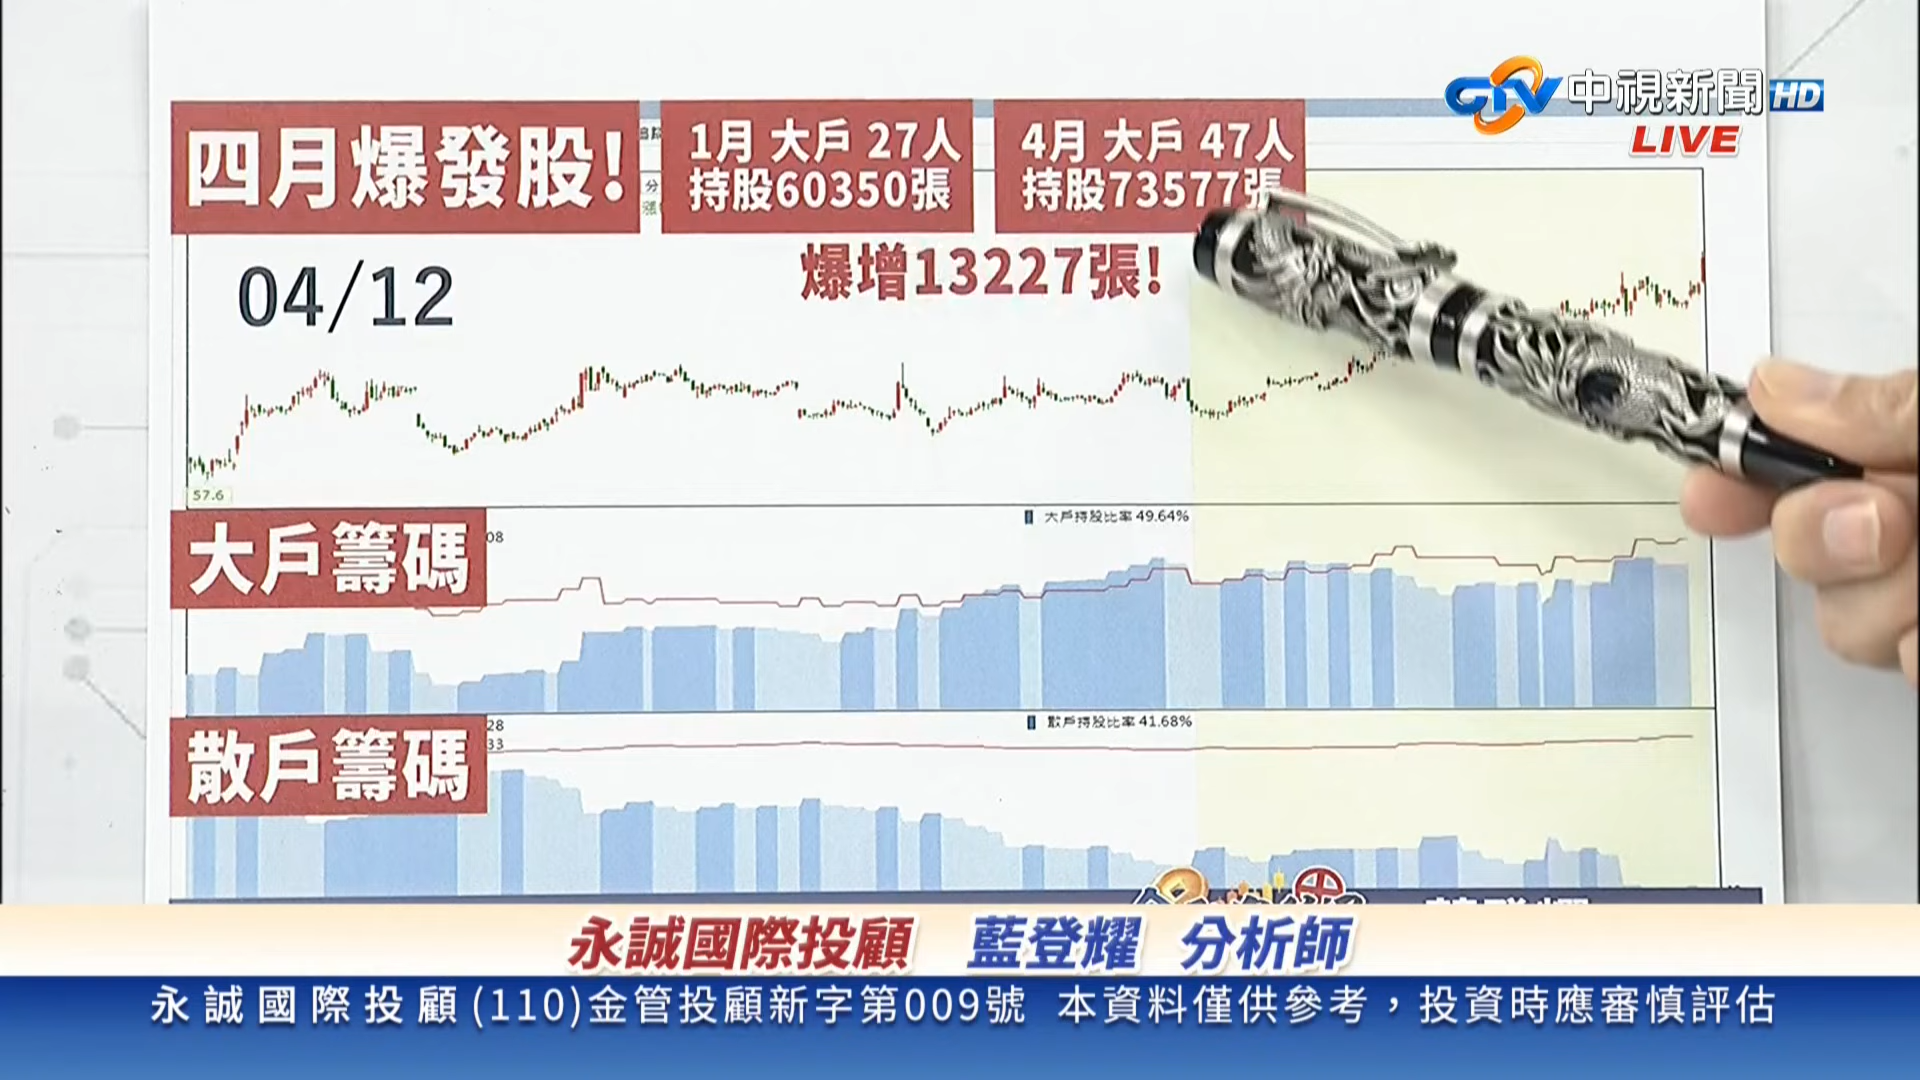 CTV 中視新聞 HD
LIVE
四月爆發股!
1月 大戶 27人
持股60350張
4月 大戶 47人
持股73577張
爆增13227張!
04/12
57.6
大戶籌碼
08
大戶持股比率 49.64%
散戶籌碼
28
33
散戶持股比率 41.68%
永誠國際投顧 藍登耀 分析師
永誠國際投顧(110)金管投顧新字第009號 本資料僅供參考，投資時應審慎評估